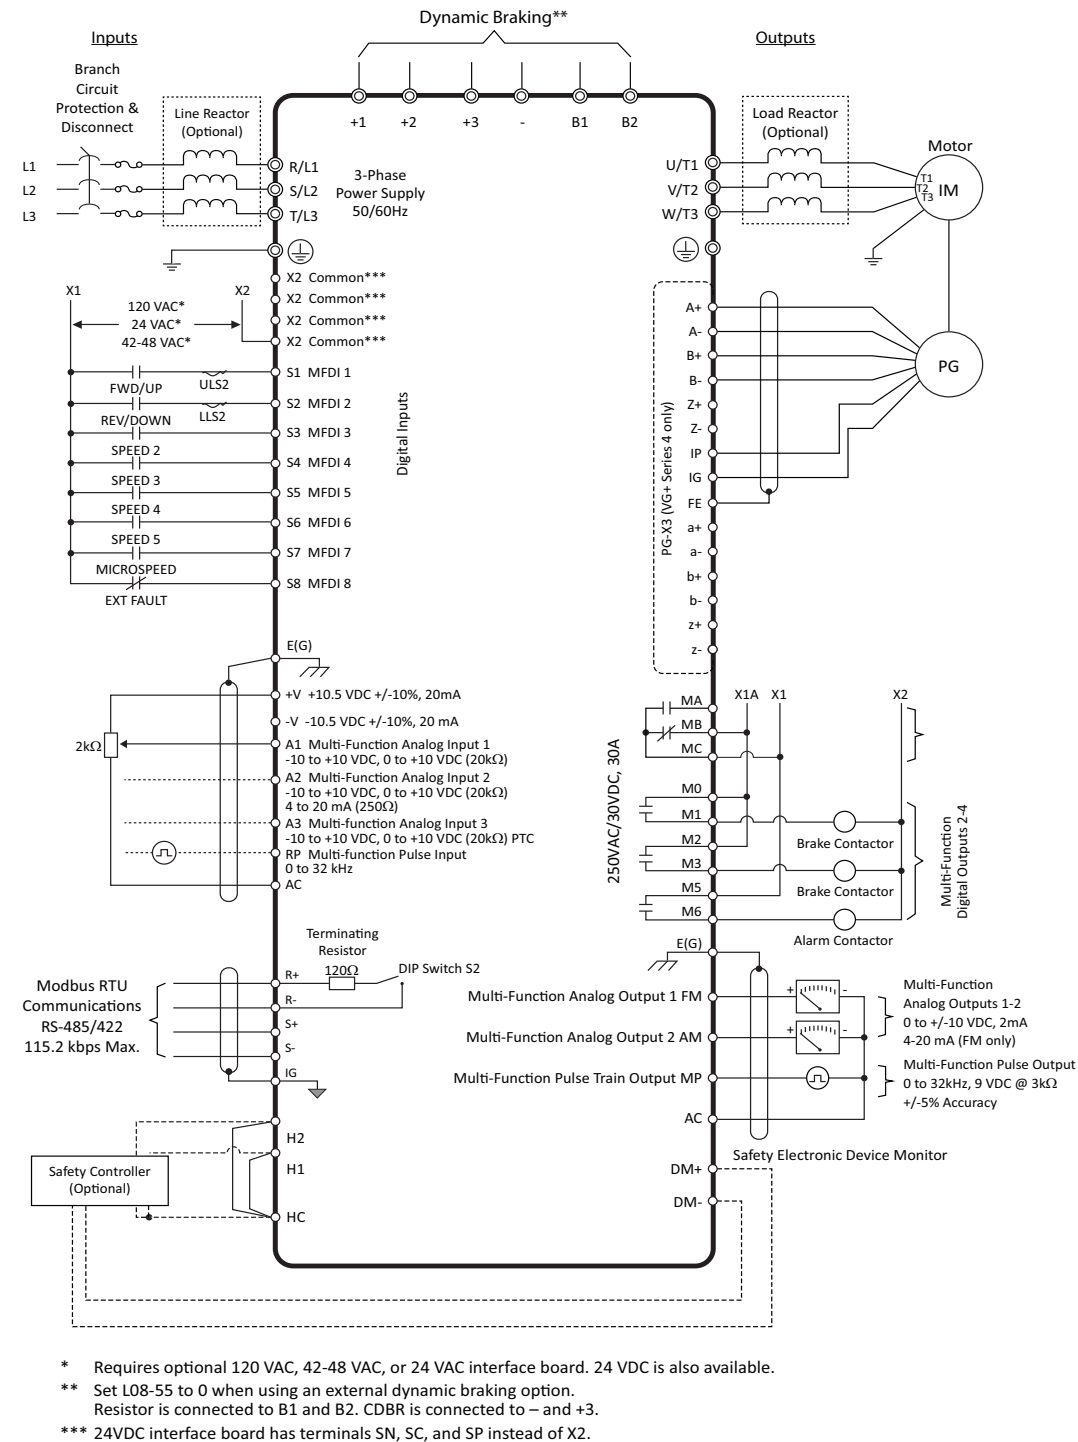 Dynamic Braking**
Inputs
Outputs
Branch
Circuit
Protection &
Disconnect
Line Reactor
(Optional)
+1
+2
+3
-
B1
B2
Load Reactor
(Optional)
Motor
L1
L2
L3
R/L1
S/L2
T/L3
3-Phase
Power Supply
50/60Hz
U/T1
V/T2
W/T3
T1
T2
T3
IM
X2 Common***
X2 Common***
X2 Common***
X2 Common***
X1
X2
120 VAC*
24 VAC*
42-48 VAC*
S1 MFDI 1
FWD/UP
ULS2
S2 MFDI 2
REV/DOWN
LLS2
S3 MFDI 3
SPEED 2
S4 MFDI 4
SPEED 3
S5 MFDI 5
SPEED 4
S6 MFDI 6
SPEED 5
S7 MFDI 7
MICROSPEED
S8 MFDI 8
EXT FAULT
Digital Inputs
PG-X3 (VG+ Series 4 only)
A+
A-
B+
B-
Z+
Z-
IP
IG
FE
a+
a-
b+
b-
z+
z-
PG
E(G)
+V +10.5 VDC +/-10%, 20mA
-V -10.5 VDC +/-10%, 20 mA
2kΩ
A1 Multi-Function Analog Input 1
-10 to +10 VDC, 0 to +10 VDC (20kΩ)
A2 Multi-Function Analog Input 2
-10 to +10 VDC, 0 to +10 VDC (20kΩ)
4 to 20 mA (250Ω)
A3 Multi-function Analog Input 3
-10 to +10 VDC, 0 to +10 VDC (20kΩ) PTC
RP Multi-function Pulse Input
0 to 32 kHz
AC
X1A
X1
X2
MA
MB
MC
M0
M1
M2
M3
M5
M6
250VAC/30VDC, 30A
Brake Contactor
Brake Contactor
Alarm Contactor
Multi-Function
Digital Outputs 2-4
E(G)
Terminating
Resistor
120Ω
DIP Switch S2
Modbus RTU
Communications
RS-485/422
115.2 kbps Max.
R+
R-
S+
S-
IG
Multi-Function Analog Output 1 FM
Multi-Function Analog Output 2 AM
Multi-Function Pulse Train Output MP
AC
+
-
+
-
Multi-Function
Analog Outputs 1-2
0 to +/-10 VDC, 2mA
4-20 mA (FM only)
Multi-Function Pulse Output
0 to 32kHz, 9 VDC @ 3kΩ
+/-5% Accuracy
Safety Electronic Device Monitor
DM+
DM-
H2
H1
HC
Safety Controller
(Optional)
* Requires optional 120 VAC, 42-48 VAC, or 24 VAC interface board. 24 VDC is also available.
** Set L08-55 to 0 when using an external dynamic braking option.
Resistor is connected to B1 and B2. CDBR is connected to – and +3.
*** 24VDC interface board has terminals SN, SC, and SP instead of X2.